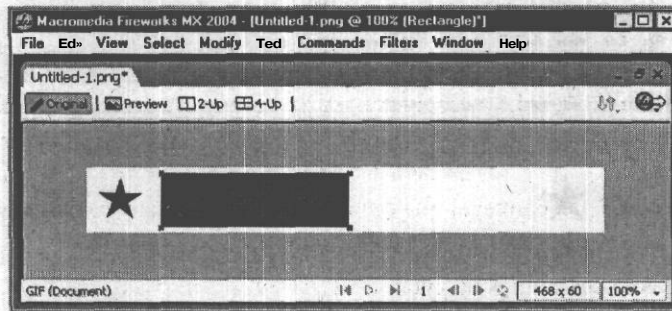 Macromedia Fireworks MX 2004 - [Untitled-1.png @ 100% (Rectangle)*]
File Ed» View Select Modify Ted Commands Filters Window Help
Untitled-1.png*
Original Preview 2-Up 4-Up
GIF (Document) 1 468 x 60 100%